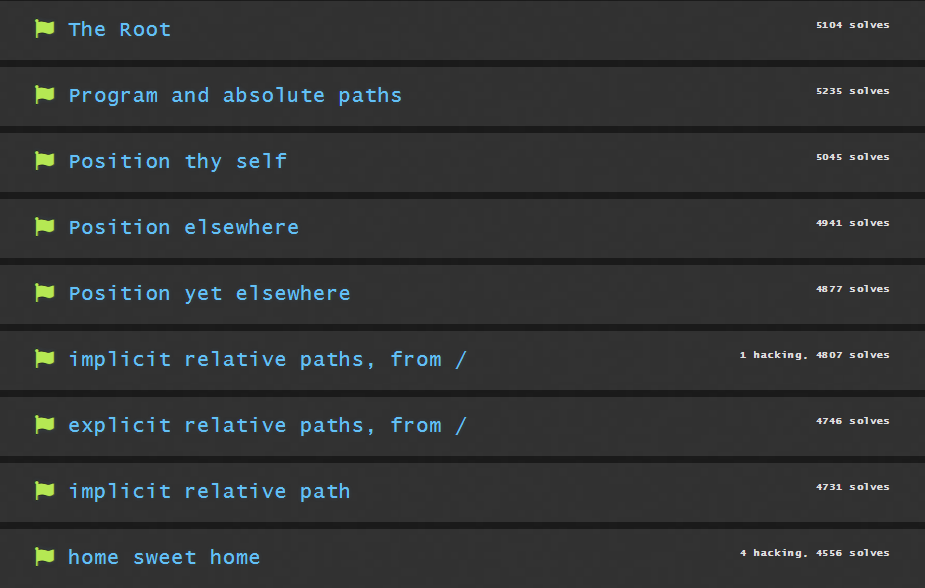 The Root 5104 solves
Program and absolute paths 5235 solves
Position thy self 5045 solves
Position elsewhere 4941 solves
Position yet elsewhere 4877 solves
implicit relative paths, from / 1 hacking, 4807 solves
explicit relative paths, from / 4746 solves
implicit relative path 4731 solves
home sweet home 4 hacking, 4556 solves